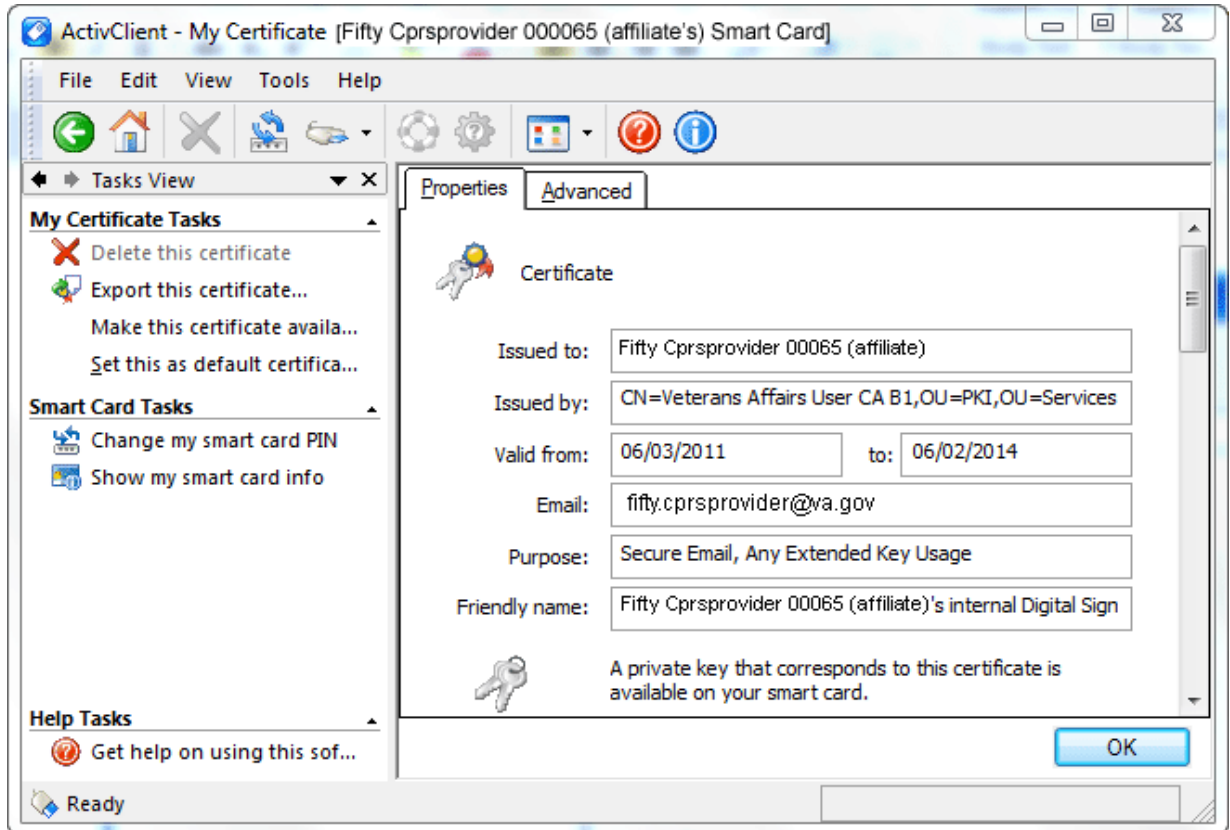 ActivClient - My Certificate [Fifty Cprsprovider 000065 (affiliate's) Smart Card]
File Edit View Tools Help
Tasks View
My Certificate Tasks
Delete this certificate
Export this certificate...
Make this certificate availa...
Set this as default certifica...
Smart Card Tasks
Change my smart card PIN
Show my smart card info
Help Tasks
Get help on using this sof...
Properties Advanced
Certificate
Issued to: Fifty Cprsprovider 00065 (affiliate)
Issued by: CN=Veterans Affairs User CA B1,OU=PKI,OU=Services
Valid from: 06/03/2011 to: 06/02/2014
Email: fifty.cprsprovider@va.gov
Purpose: Secure Email, Any Extended Key Usage
Friendly name: Fifty Cprsprovider 00065 (affiliate)'s internal Digital Sign
A private key that corresponds to this certificate is
available on your smart card.
OK
Ready